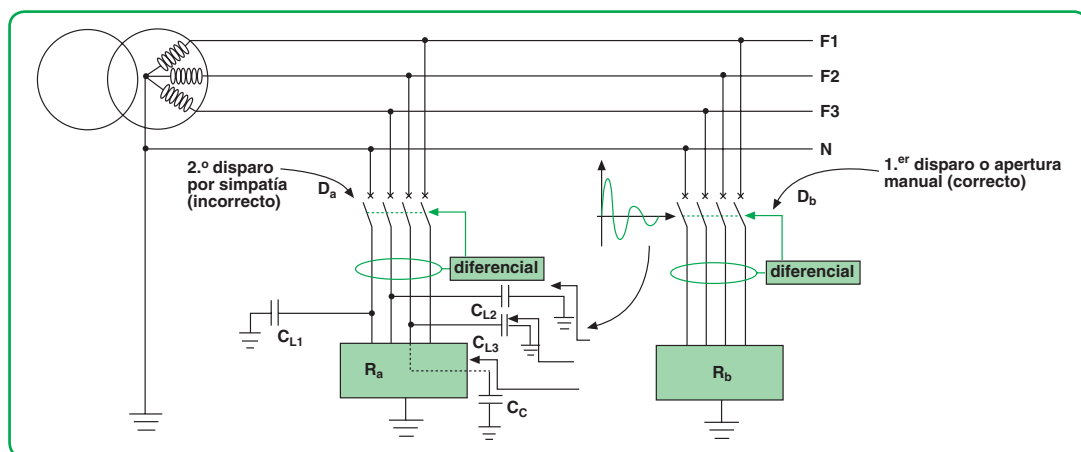 F1
F2
F3
N
2.º disparo
por simpatía
(incorrecto)
Da
1.er disparo o apertura
manual (correcto)
Db
diferencial
diferencial
CL1
CL2
CL3
Ra
CC
Rb